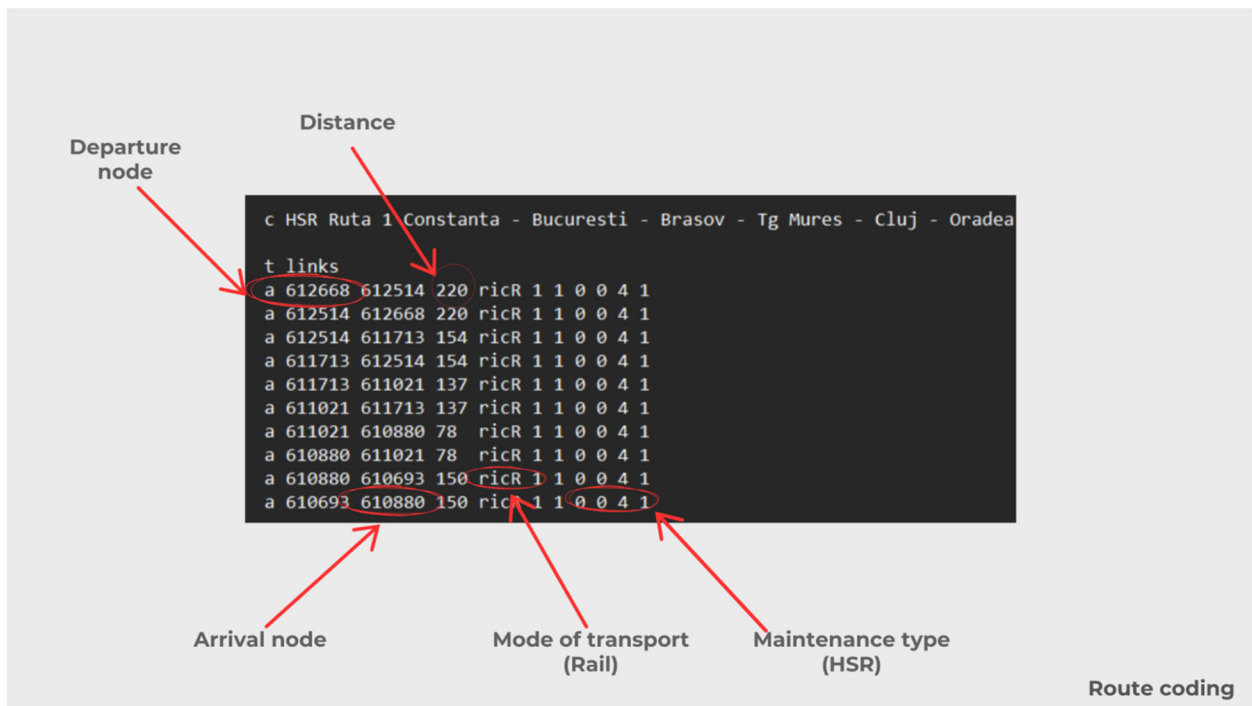 Distance
Departure
node
c HSR Ruta 1 Constanta - Bucuresti - Brasov - Tg Mures - Cluj - Oradea
t links
a 612668 612514 220 ricR 1 1 0 0 4 1
a 612514 612668 220 ricR 1 1 0 0 4 1
a 612514 611713 154 ricR 1 1 0 0 4 1
a 611713 612514 154 ricR 1 1 0 0 4 1
a 611713 611021 137 ricR 1 1 0 0 4 1
a 611021 611713 137 ricR 1 1 0 0 4 1
a 611021 610880 78 ricR 1 1 0 0 4 1
a 610880 611021 78 ricR 1 1 0 0 4 1
a 610880 610693 150 ricR 1 1 0 0 4 1
a 610693 610880 150 ricR 1 1 0 0 4 1
Arrival node
Mode of transport
(Rail)
Maintenance type
(HSR)
Route coding